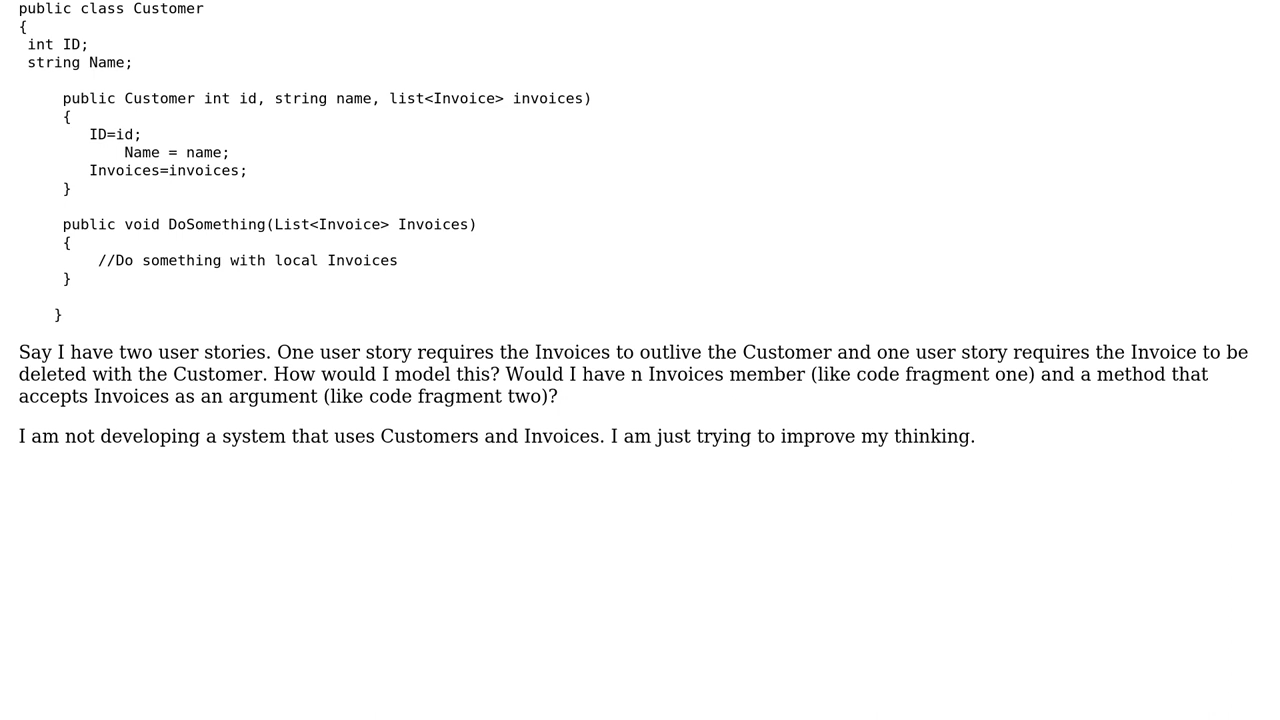 public class Customer
{
 int ID;
 string Name;

     public Customer int id, string name, list<Invoice> invoices)
     {
        ID=id;
            Name = name;
        Invoices=invoices;
     }

     public void DoSomething(List<Invoice> Invoices)
     {
         //Do something with local Invoices
     }

    }
Say I have two user stories. One user story requires the Invoices to outlive the Customer and one user story requires the Invoice to be
deleted with the Customer. How would I model this? Would I have n Invoices member (like code fragment one) and a method that
accepts Invoices as an argument (like code fragment two)?
I am not developing a system that uses Customers and Invoices. I am just trying to improve my thinking.